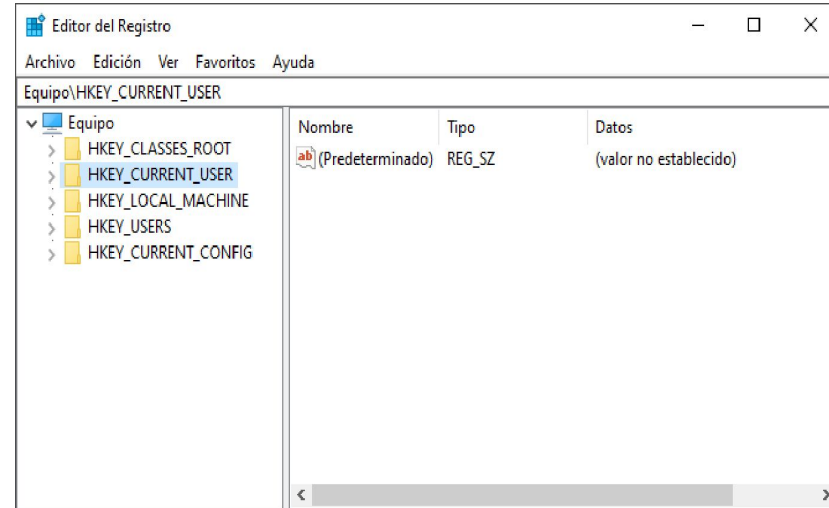 Editor del Registro
Archivo Edición Ver Favoritos Ayuda
Equipo\HKEY_CURRENT_USER
Equipo
HKEY_CLASSES_ROOT
HKEY_CURRENT_USER
HKEY_LOCAL_MACHINE
HKEY_USERS
HKEY_CURRENT_CONFIG
Nombre Tipo Datos
ab (Predeterminado) REG_SZ (valor no establecido)